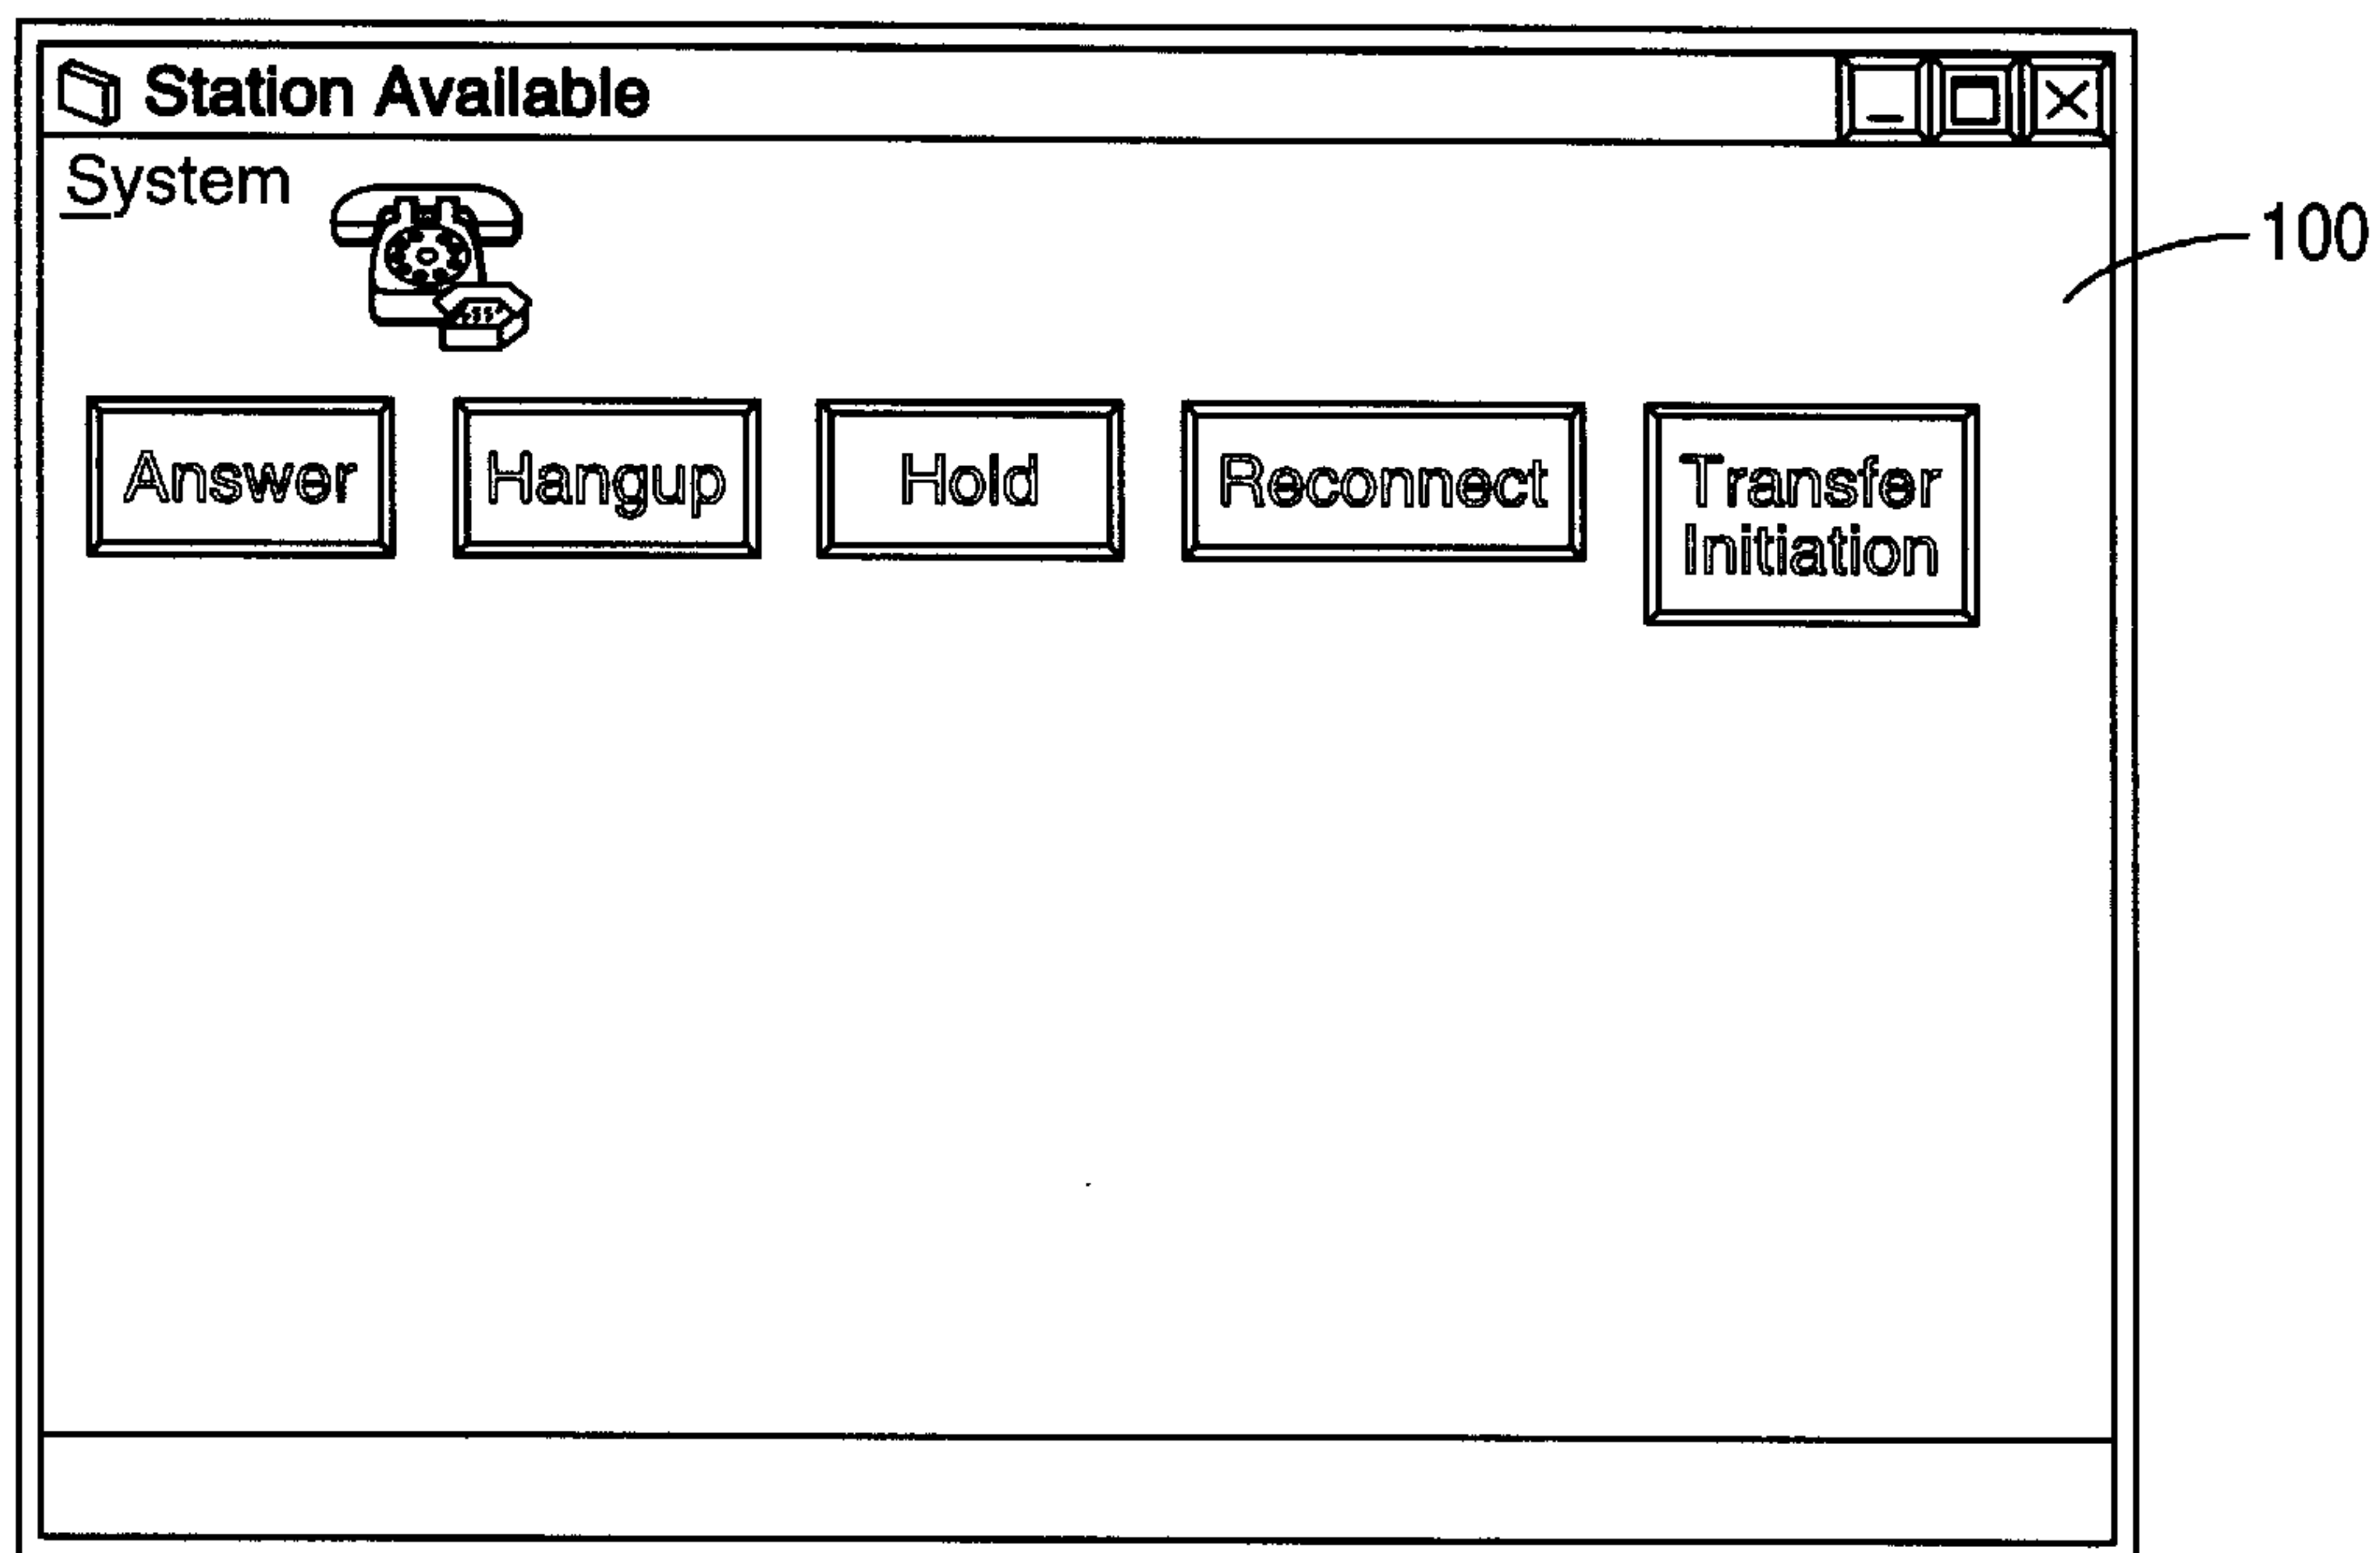 Station Available
System
100
Answer
Hangup
Hold
Reconnect
Transfer
Initiation